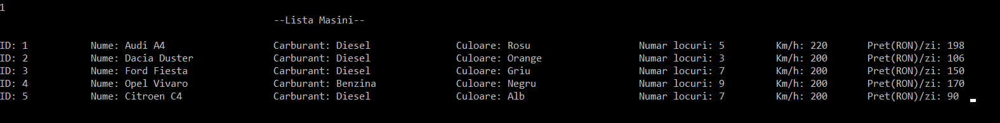 1
--Lista Masini--
ID: 1 Nume: Audi A4 Carburant: Diesel Culoare: Rosu Numar locuri: 5 Km/h: 220 Pret(RON)/zi: 198
ID: 2 Nume: Dacia Duster Carburant: Diesel Culoare: Orange Numar locuri: 3 Km/h: 200 Pret(RON)/zi: 106
ID: 3 Nume: Ford Fiesta Carburant: Diesel Culoare: Griu Numar locuri: 7 Km/h: 200 Pret(RON)/zi: 150
ID: 4 Nume: Opel Vivaro Carburant: Benzina Culoare: Negru Numar locuri: 9 Km/h: 200 Pret(RON)/zi: 170
ID: 5 Nume: Citroen C4 Carburant: Diesel Culoare: Alb Numar locuri: 7 Km/h: 200 Pret(RON)/zi: 90